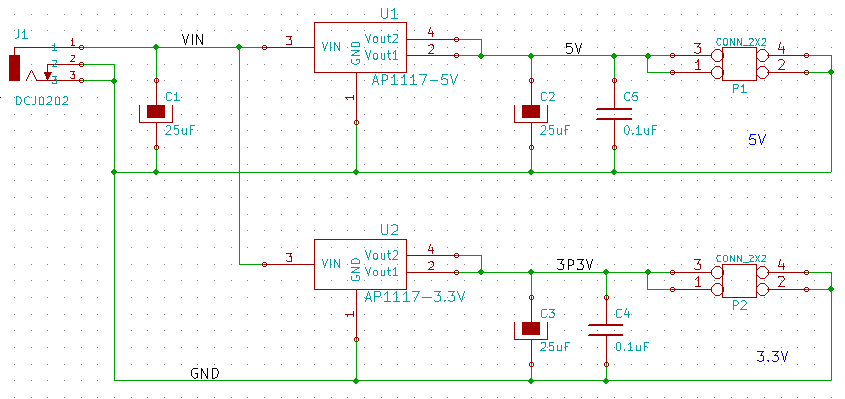 J1
1 1
2 2
3 3
DCJ0202
VIN
C1
25uF
U1
3 VIN
GND
Vout2 4
Vout1 2
1
AP1117-5V
5V
C2
25uF
C5
0.1uF
CONN_2X2
3 4
1 2
P1
5V
U2
3 VIN
GND
Vout2 4
Vout1 2
1
AP1117-3.3V
3P3V
C3
25uF
C4
0.1uF
CONN_2X2
3 4
1 2
P2
3.3V
GND